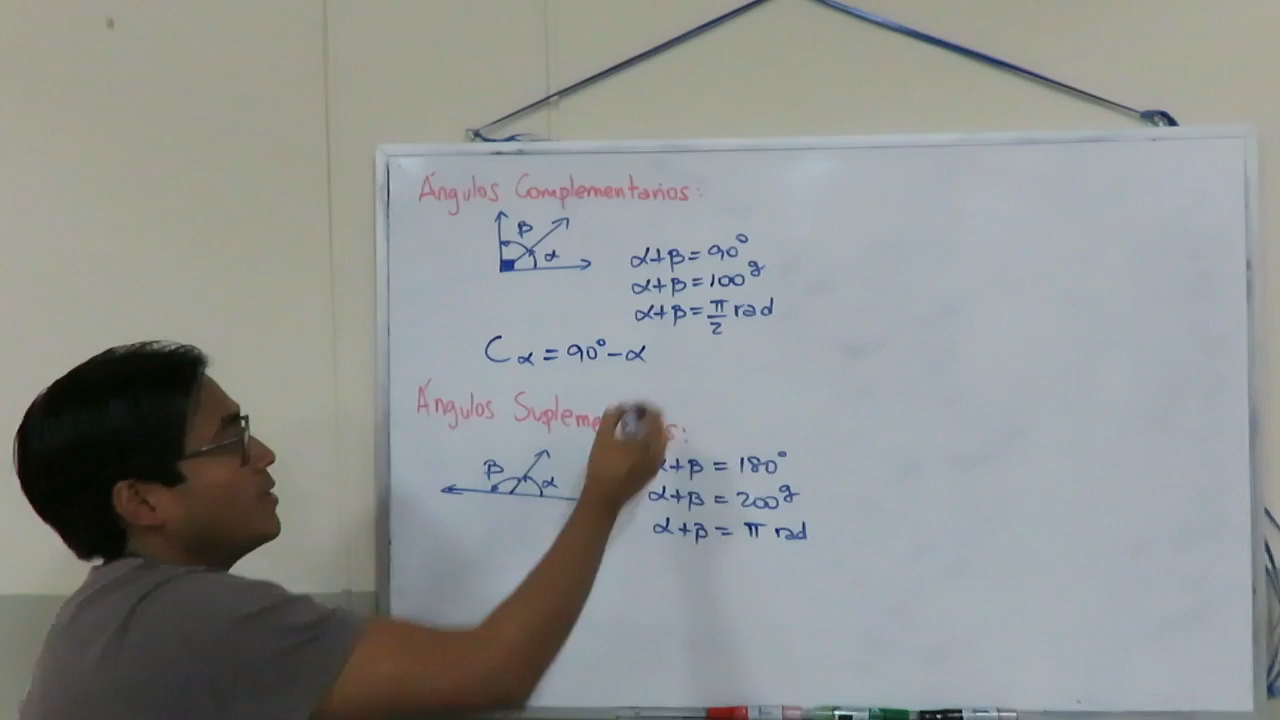 Ángulos Complementarios:
β
α
α+β=90°
α+β=100ᵍ
α+β=π/2 rad
Cα=90°-α
Ángulos :
β
α
α+β = 180°
α+β = 200ᵍ
α+β = π rad